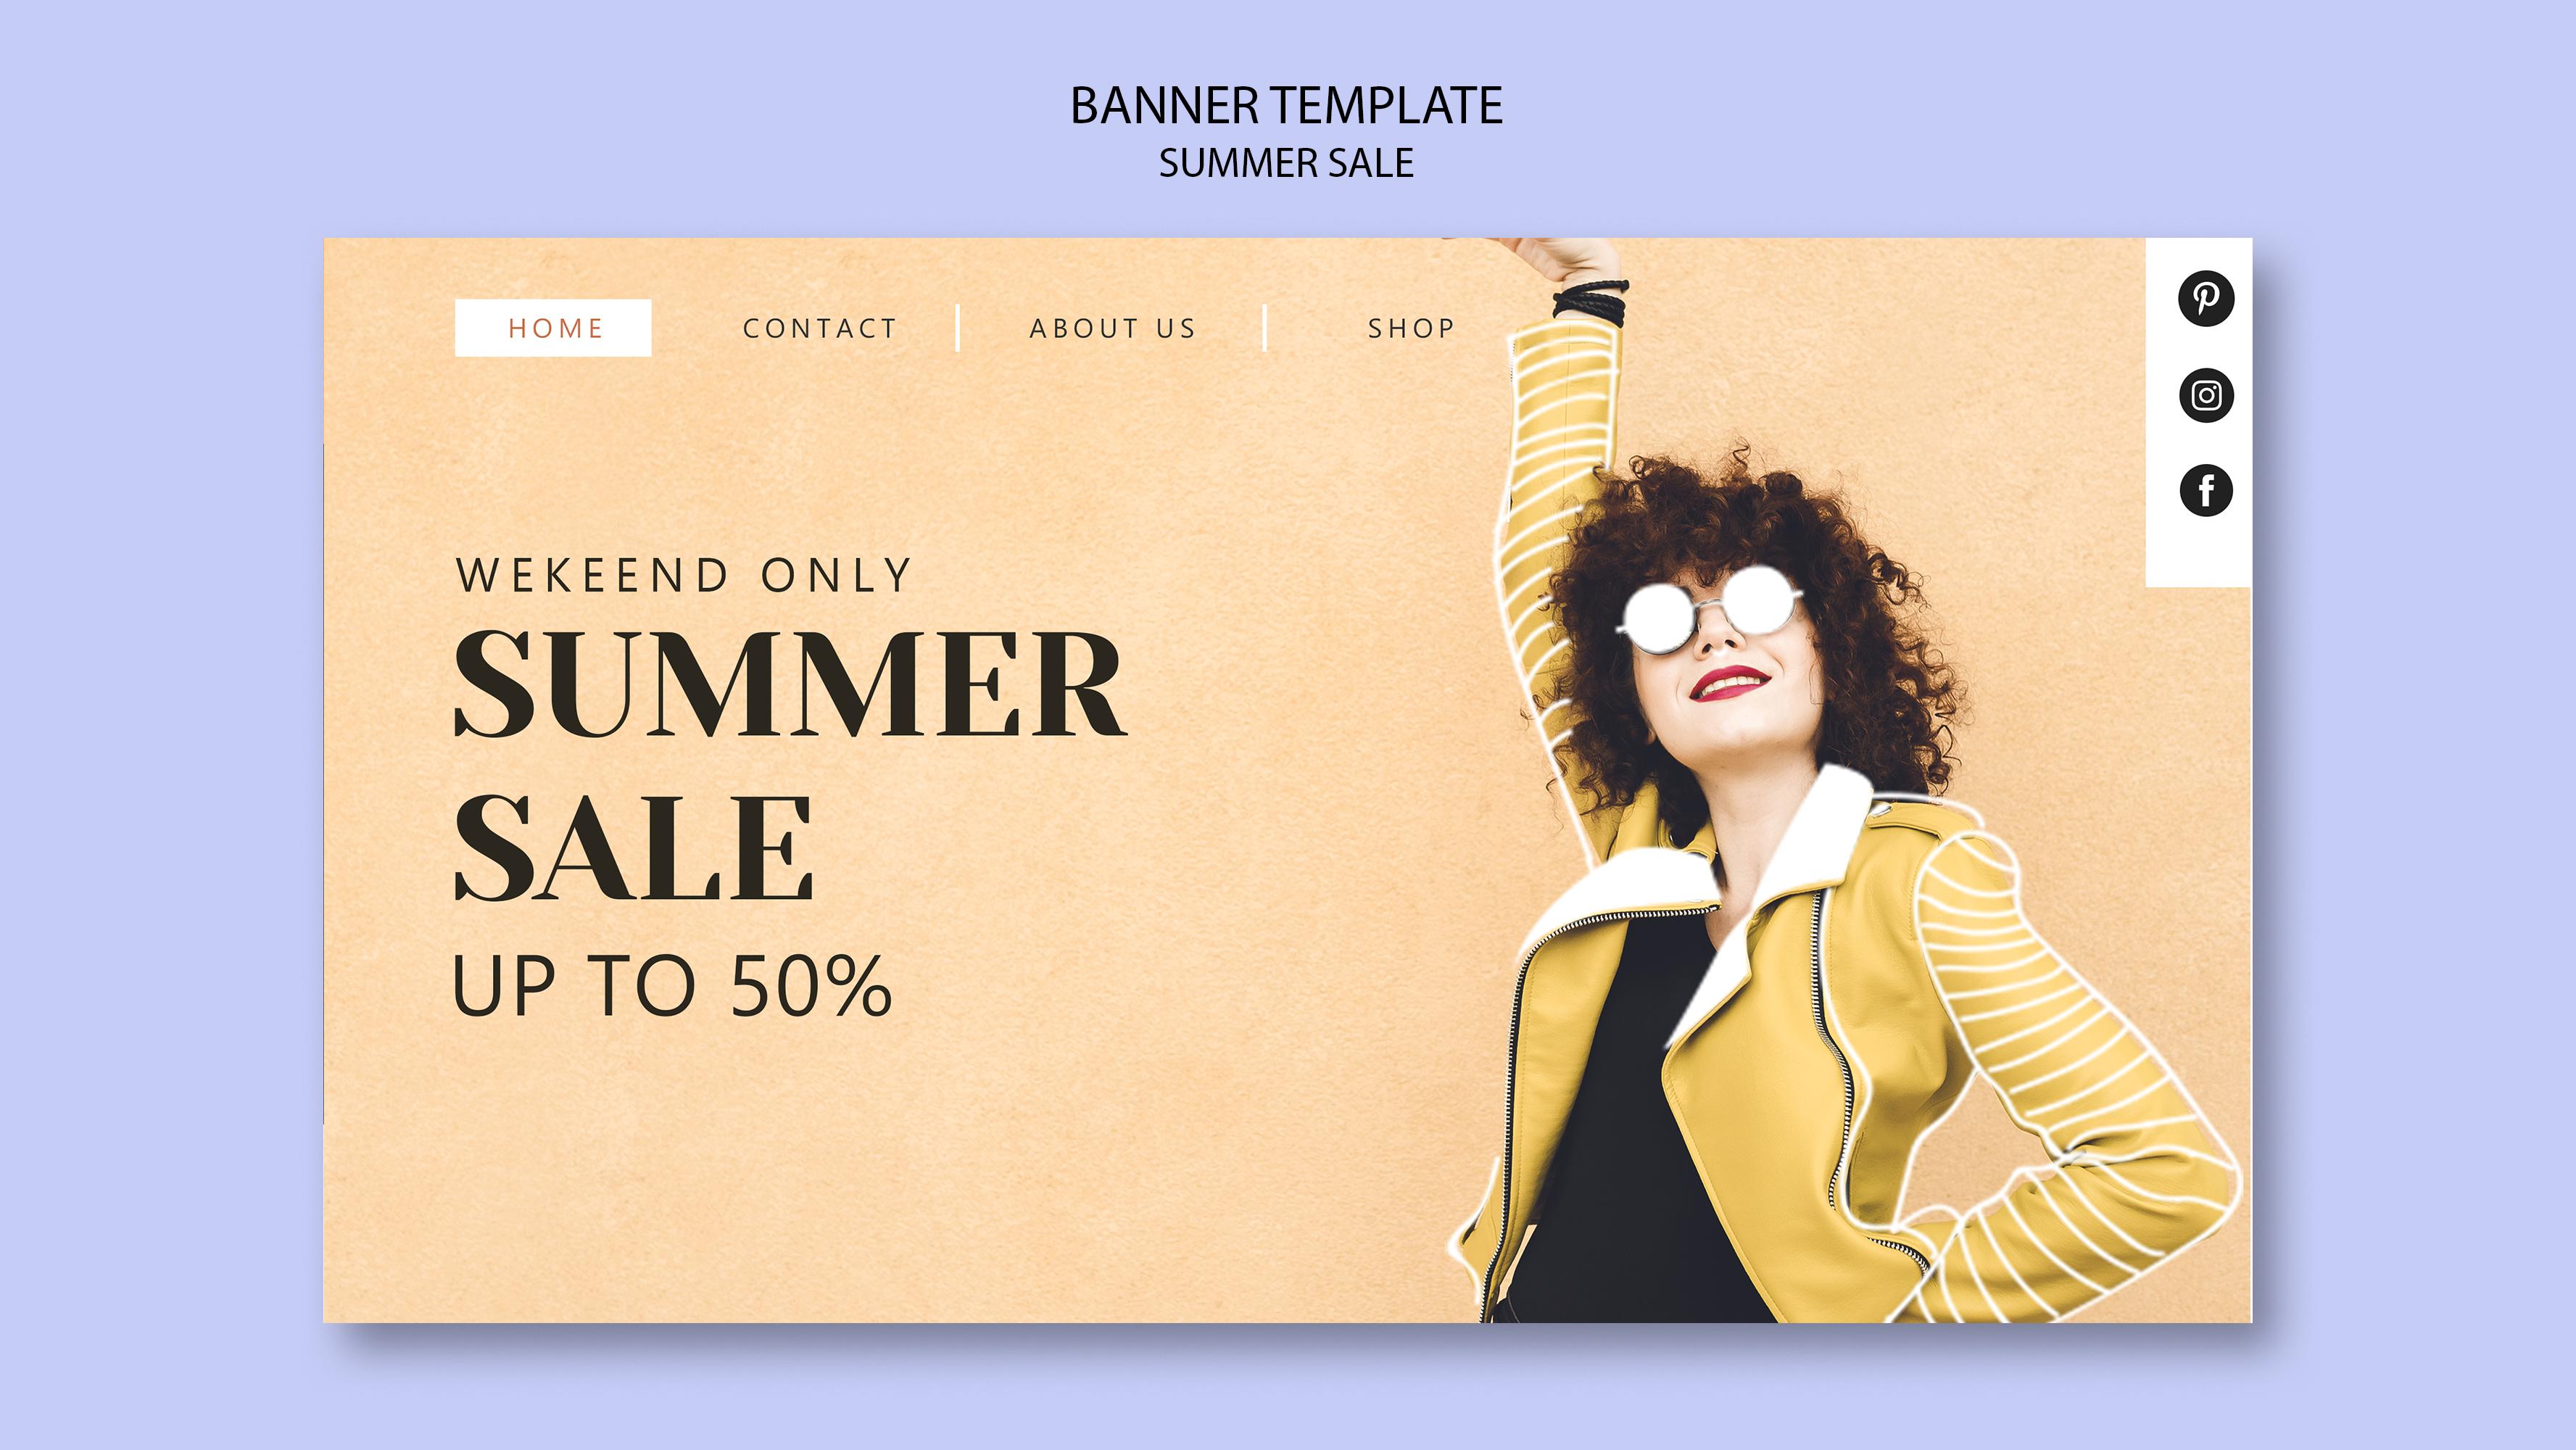 BANNER TEMPLATE
SUMMER SALE
HOME CONTACT ABOUT US SHOP
WEKEEND ONLY
SUMMER
SALE
UP TO 50%